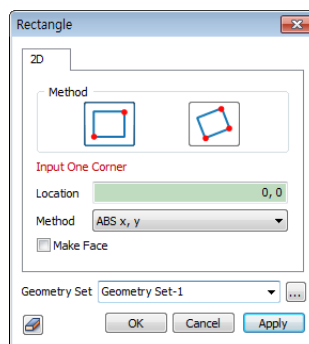 Rectangle
2D
Method
Input One Corner
Location 0, 0
Method ABS x, y
Make Face
Geometry Set Geometry Set-1 ...
OK Cancel Apply